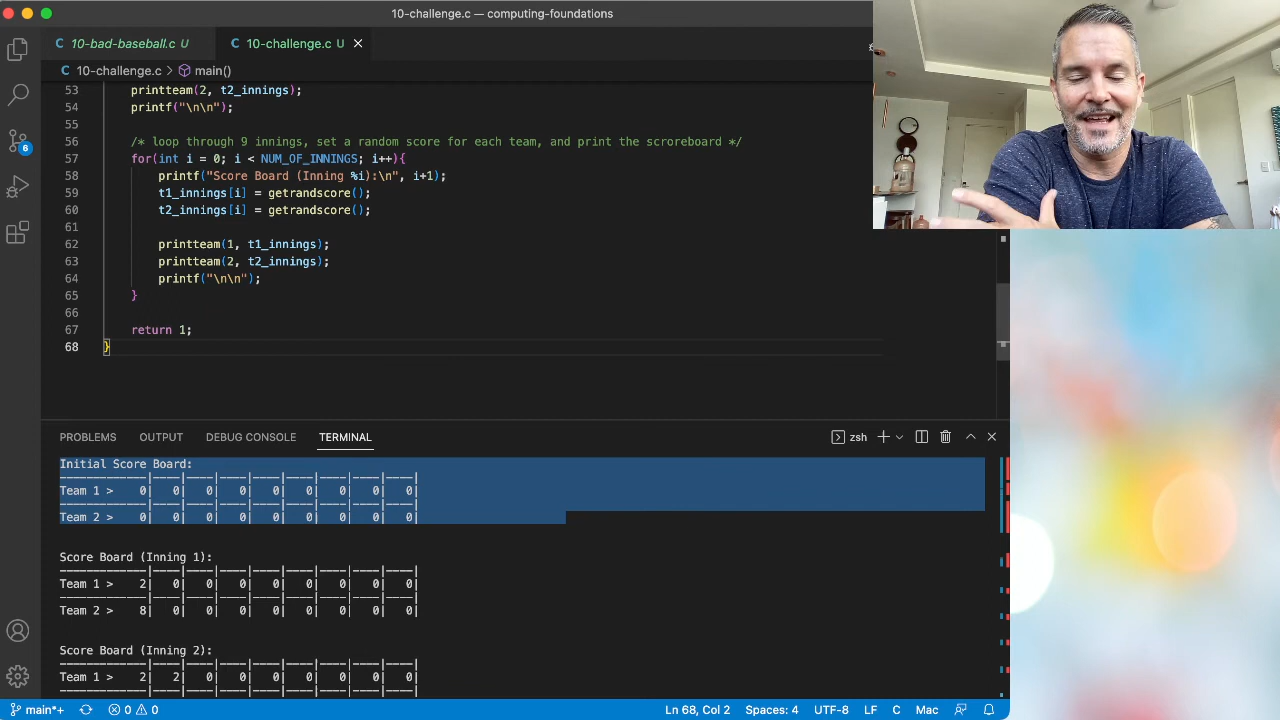 10-challenge.c — computing-foundations
C 10-bad-baseball.c U
C 10-challenge.c U
C 10-challenge.c > main()
53 printteam(2, t2_innings);
54 printf("\n\n");
55
56 /* loop through 9 innings, set a random score for each team, and print the scroreboard */
57 for(int i = 0; i < NUM_OF_INNINGS; i++){
58 printf("Score Board (Inning %i):\n", i+1);
59 t1_innings[i] = getrandscore();
60 t2_innings[i] = getrandscore();
61
62 printteam(1, t1_innings);
63 printteam(2, t2_innings);
64 printf("\n\n");
65 }
66
67 return 1;
68 }
6
PROBLEMS OUTPUT DEBUG CONSOLE TERMINAL zsh
Initial Score Board:
-------------|----|----|----|----|----|----|----|----|
Team 1 > 0| 0| 0| 0| 0| 0| 0| 0| 0|
-------------|----|----|----|----|----|----|----|----|
Team 2 > 0| 0| 0| 0| 0| 0| 0| 0| 0|
Score Board (Inning 1):
-------------|----|----|----|----|----|----|----|----|
Team 1 > 2| 0| 0| 0| 0| 0| 0| 0| 0|
-------------|----|----|----|----|----|----|----|----|
Team 2 > 8| 0| 0| 0| 0| 0| 0| 0| 0|
Score Board (Inning 2):
-------------|----|----|----|----|----|----|----|----|
Team 1 > 2| 2| 0| 0| 0| 0| 0| 0| 0|
-------------|----|----|----|----|----|----|----|----|
main*+ 0 0 Ln 68, Col 2 Spaces: 4 UTF-8 LF C Mac